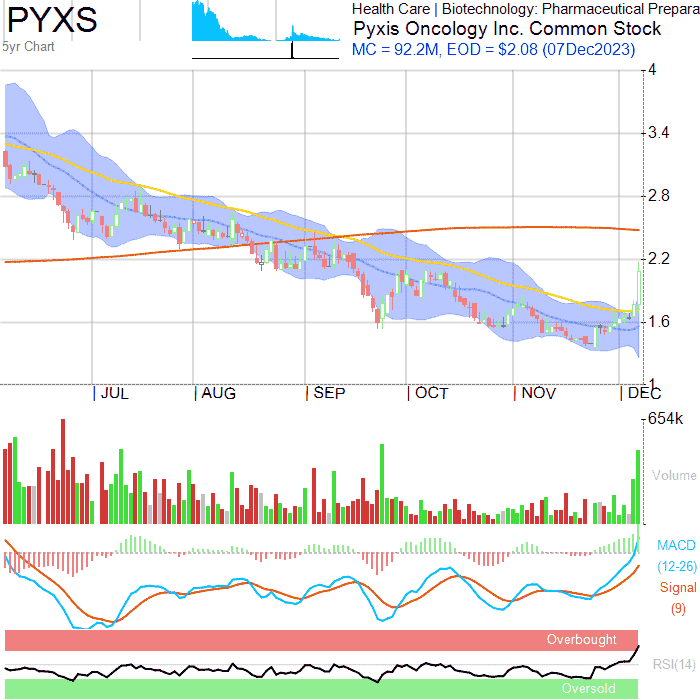 PYXS
5yr Chart
Health Care | Biotechnology: Pharmaceutical Prepara
Pyxis Oncology Inc. Common Stock
MC = 92.2M, EOD = $2.08 (07Dec2023)
4
3.4
2.8
2.2
1.6
1
JUL
AUG
SEP
OCT
NOV
DEC
654k
Volume
MACD
(12-26)
Signal
(9)
Overbought
RSI(14)
Oversold